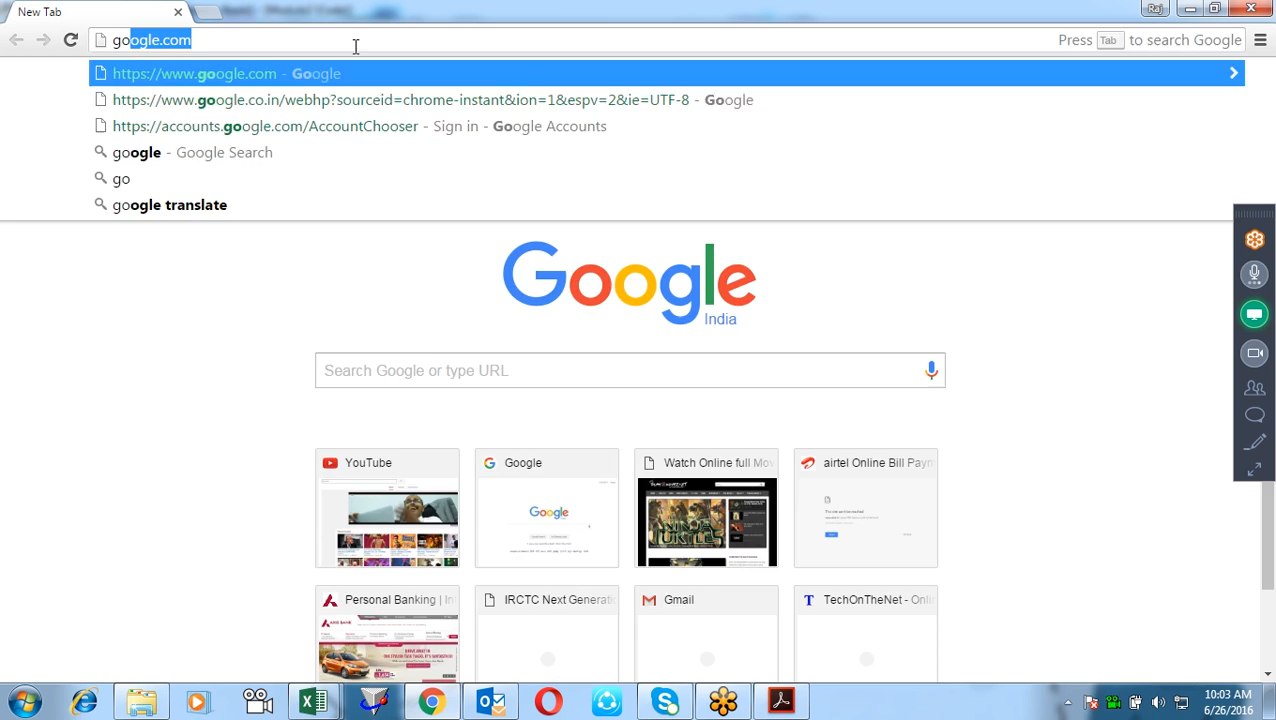 New Tab
Raj
google.com
Press Tab to search Google
https://www.google.com - Google
https://www.google.co.in/webhp?sourceid=chrome-instant&ion=1&espv=2&ie=UTF-8 - Google
https://accounts.google.com/AccountChooser - Sign in - Google Accounts
google - Google Search
go
google translate
Google
India
Search Google or type URL
YouTube
Google
Watch Online full Mov
airtel Online Bill Paym
Google
Personal Banking | In
IRCTC Next Generati
Gmail
TechOnTheNet - Onli
AXIS BANK
10:03 AM
6/26/2016